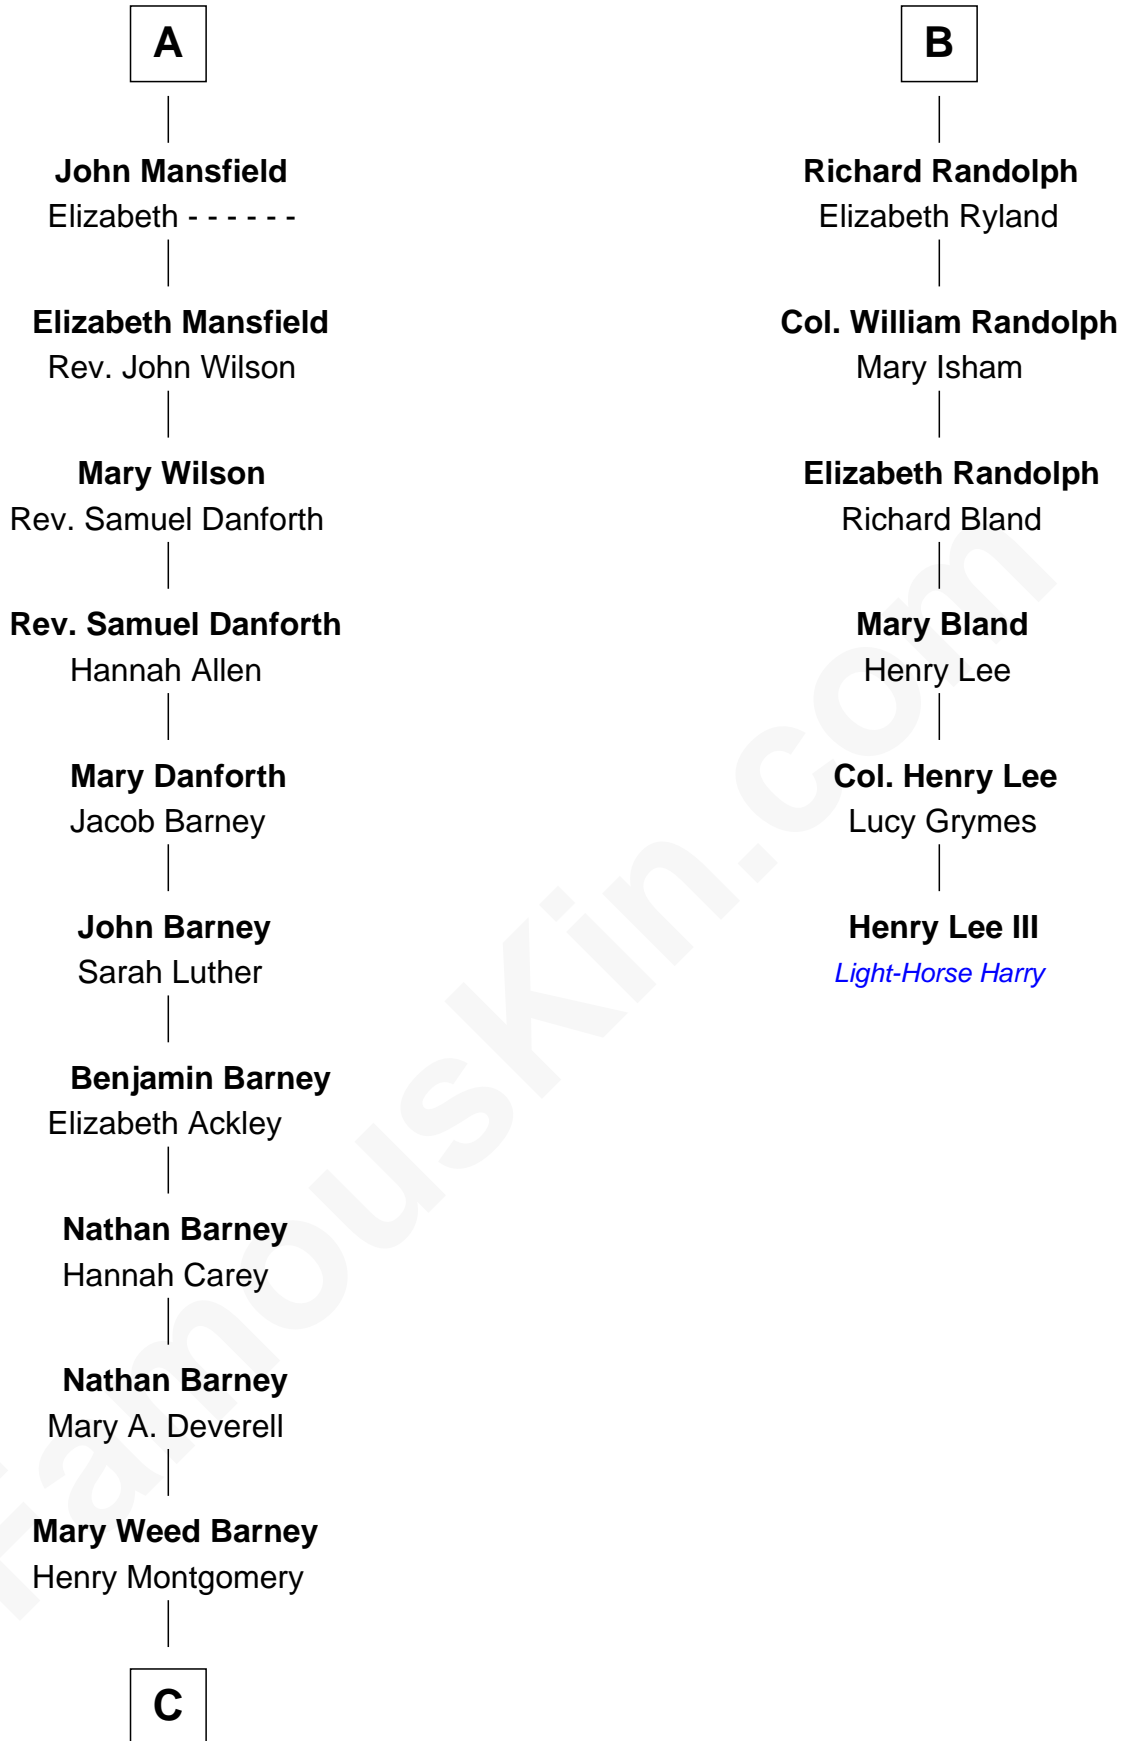 A
John Mansfield
Elizabeth - - - - - -
Elizabeth Mansfield
Rev. John Wilson
Mary Wilson
Rev. Samuel Danforth
Rev. Samuel Danforth
Hannah Allen
Mary Danforth
Jacob Barney
John Barney
Sarah Luther
Benjamin Barney
Elizabeth Ackley
Nathan Barney
Hannah Carey
Nathan Barney
Mary A. Deverell
Mary Weed Barney
Henry Montgomery
C
B
Richard Randolph
Elizabeth Ryland
Col. William Randolph
Mary Isham
Elizabeth Randolph
Richard Bland
Mary Bland
Henry Lee
Col. Henry Lee
Lucy Grymes
Henry Lee III
Light-Horse Harry
FamousKin.com